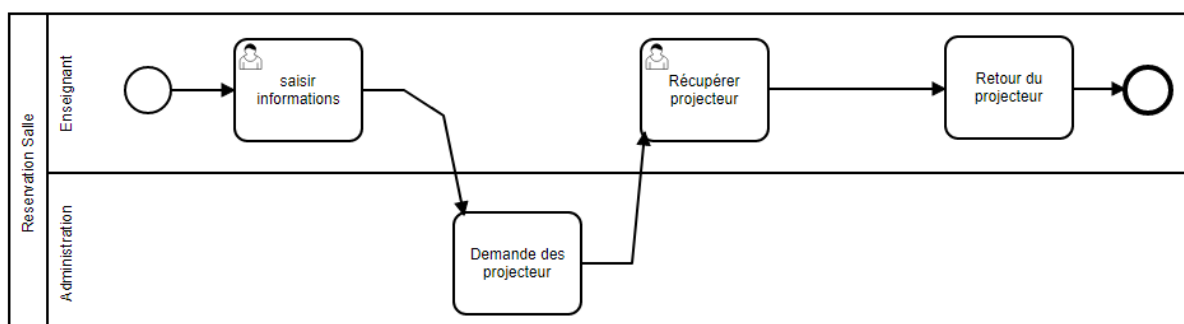 Reservation Salle
Enseignant
saisir
informations
Récupérer
projecteur
Retour du
projecteur
Administration
Demande des
projecteur